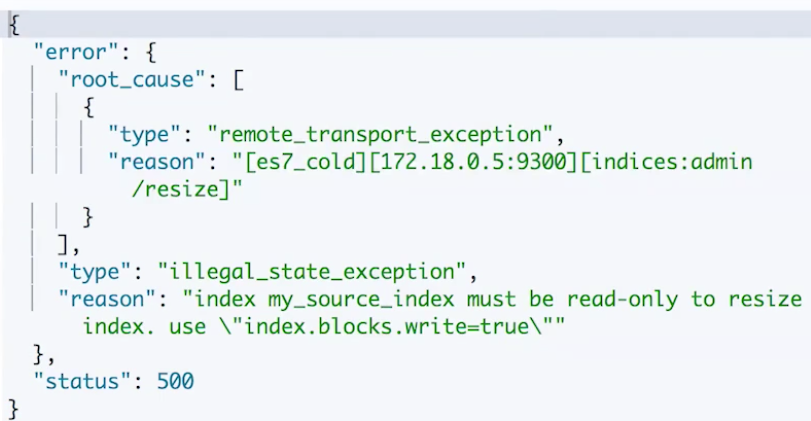 {
"error": {
"root_cause": [
{
"type": "remote_transport_exception",
"reason": "[es7_cold][172.18.0.5:9300][indices:admin
/resize]"
}
],
"type": "illegal_state_exception",
"reason": "index my_source_index must be read-only to resize
index. use \"index.blocks.write=true\""
},
"status": 500
}